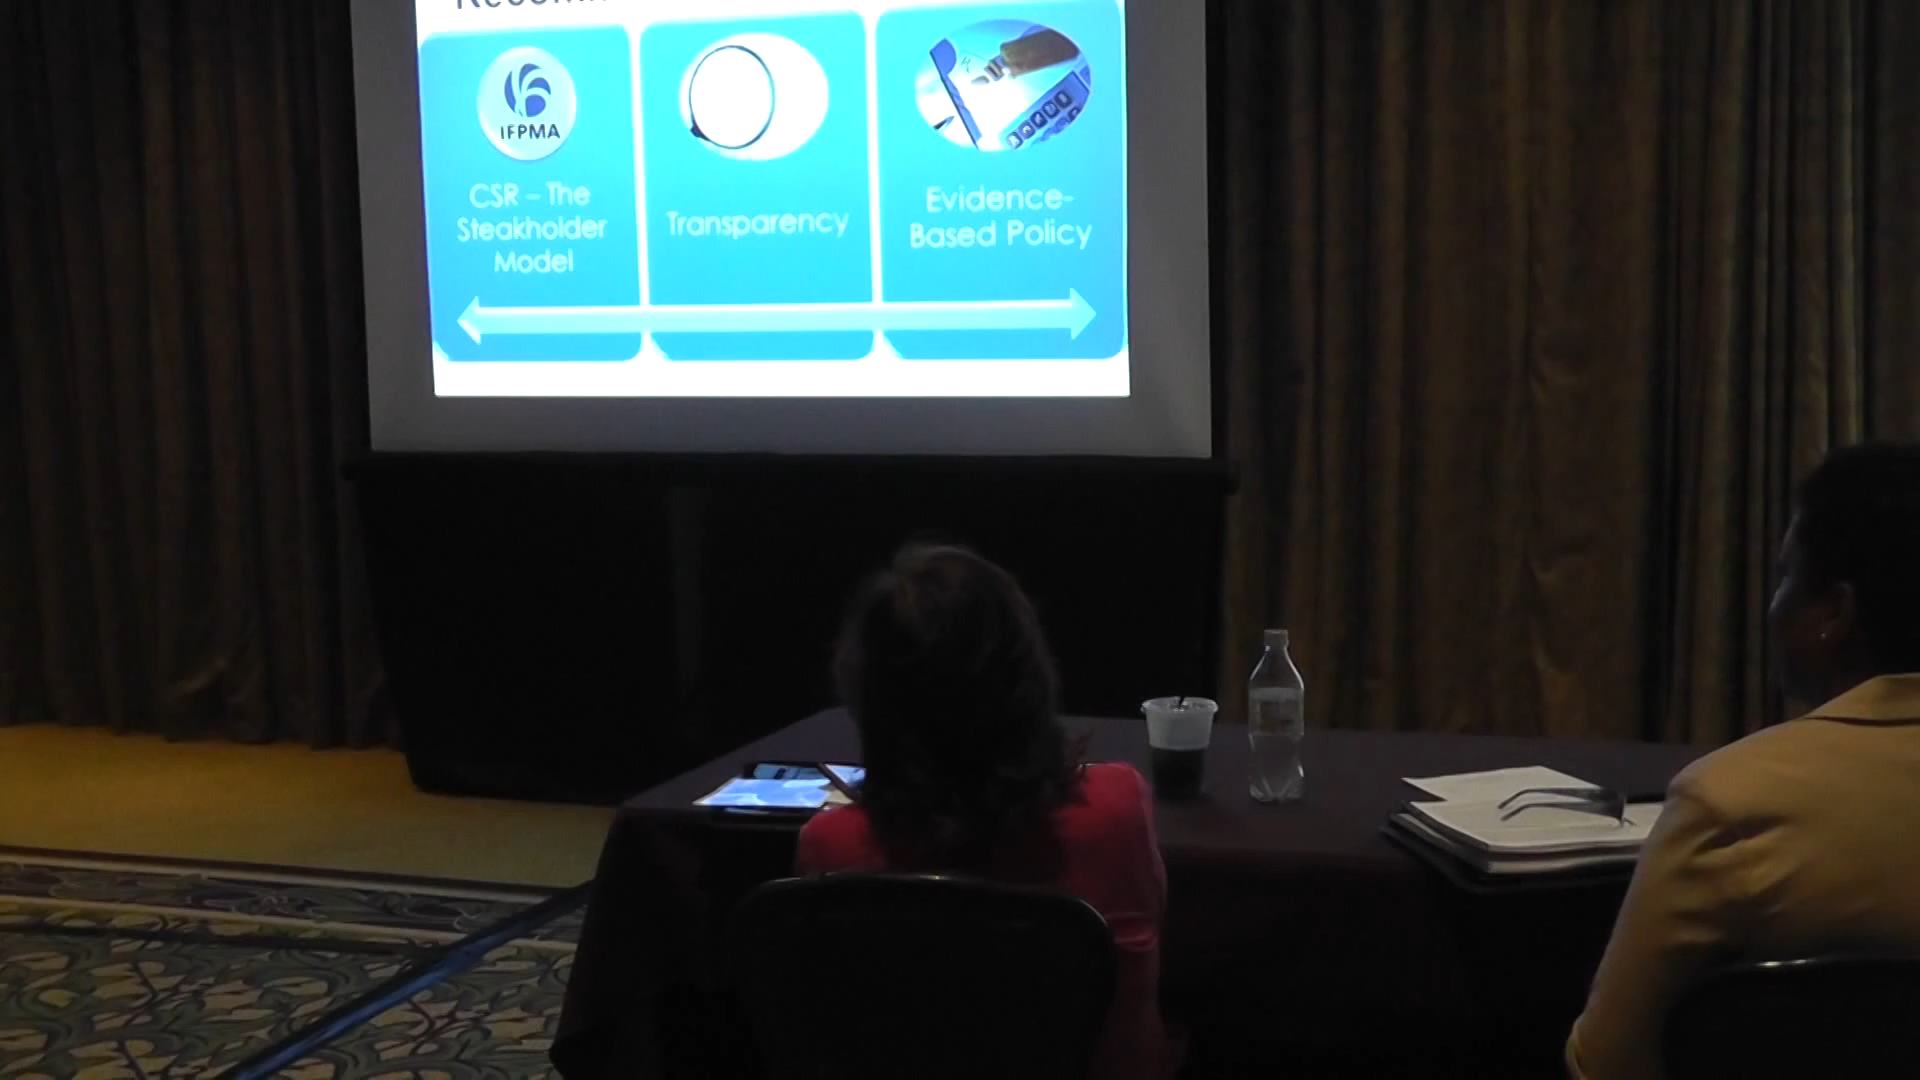 IFPMA
CSR – The
Steakholder
Model
Transparency
Evidence-
Based Policy